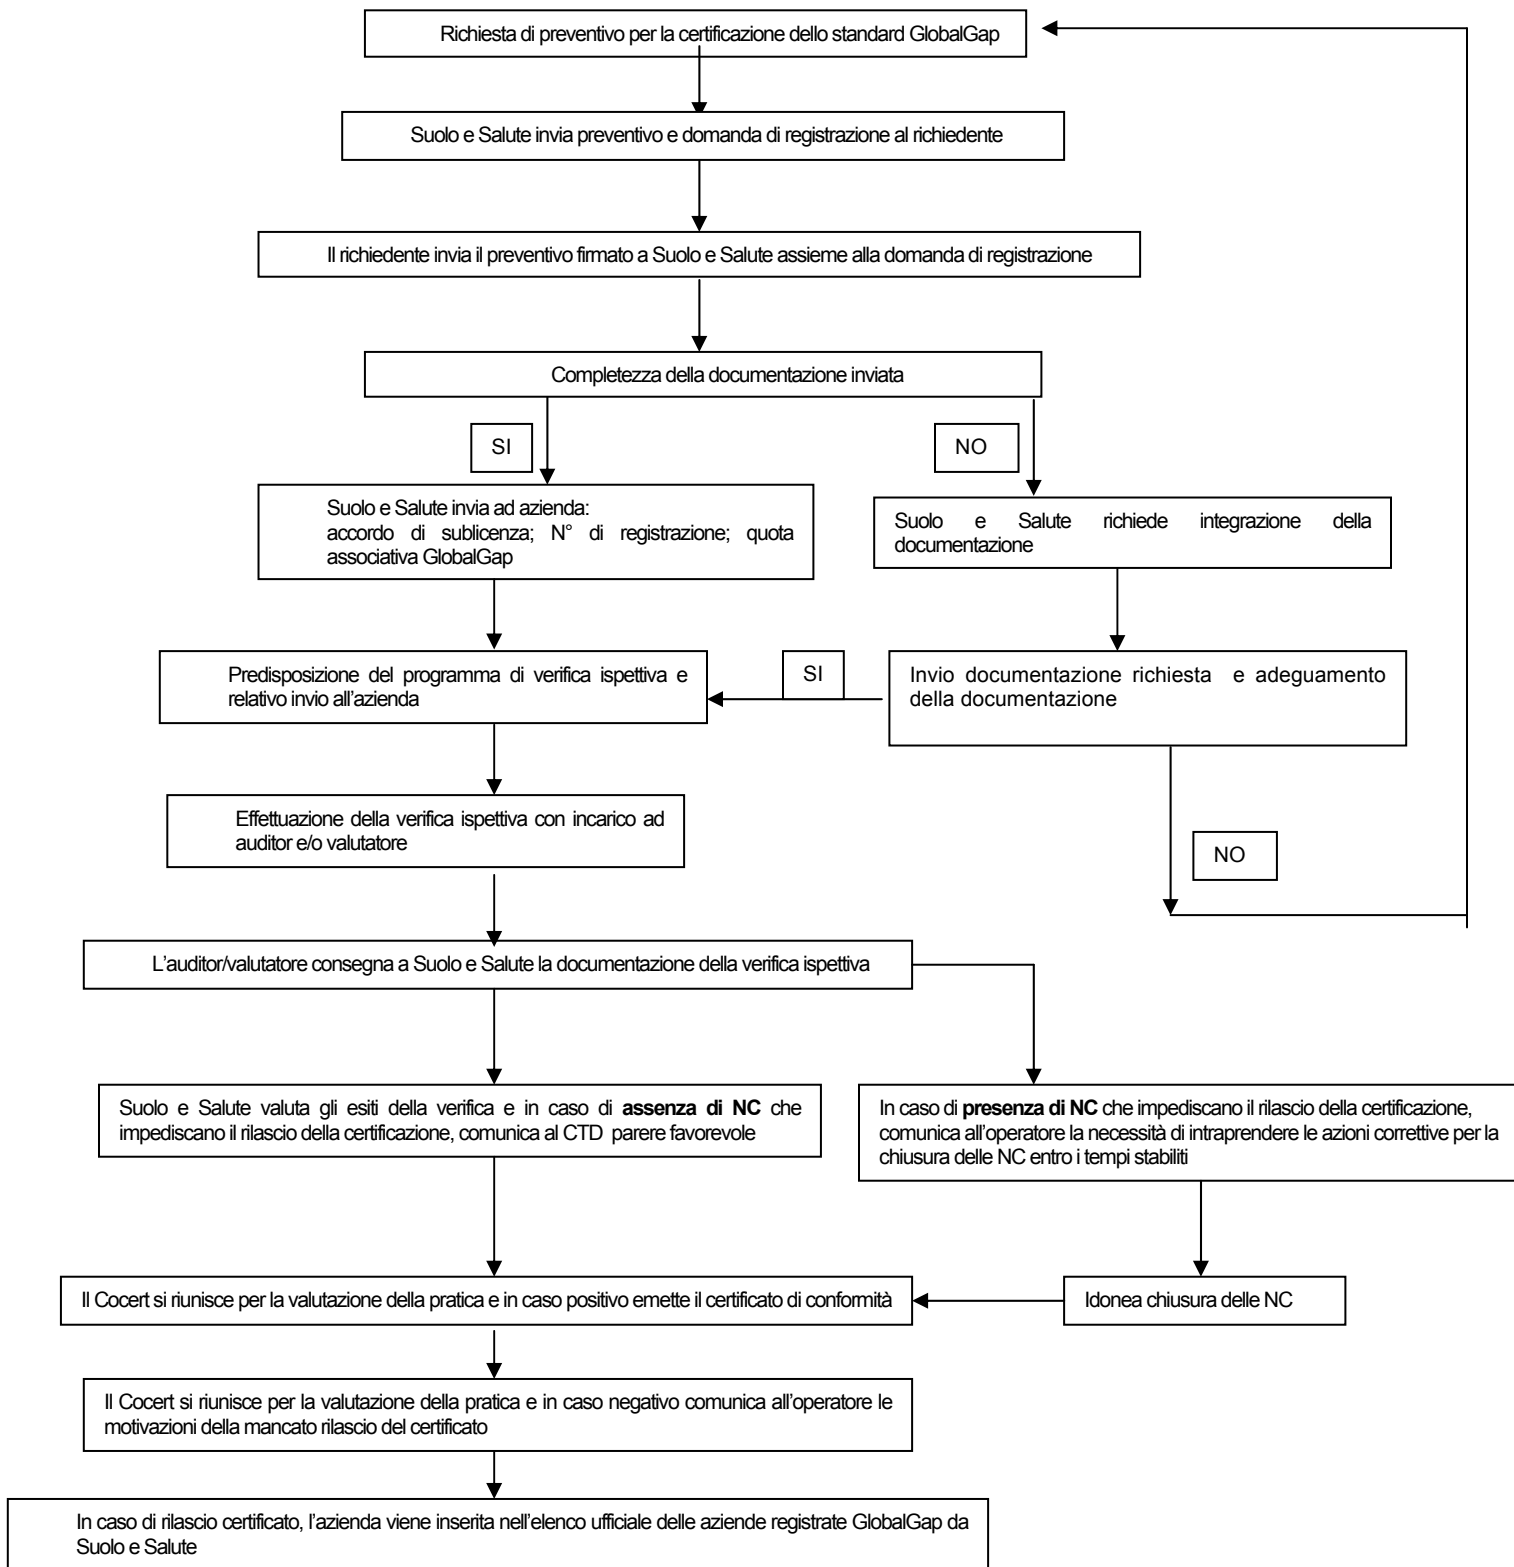 Richiesta di preventivo per la certificazione dello standard GlobalGap
Suolo e Salute invia preventivo e domanda di registrazione al richiedente
Il richiedente invia il preventivo firmato a Suolo e Salute assieme alla domanda di registrazione
Completezza della documentazione inviata
SI
NO
Suolo e Salute invia ad azienda:
accordo di sublicenza; N° di registrazione; quota
associativa GlobalGap
Suolo e Salute richiede integrazione della
documentazione
Predisposizione del programma di verifica ispettiva e
relativo invio all’azienda
SI
Invio documentazione richiesta e adeguamento
della documentazione
Effettuazione della verifica ispettiva con incarico ad
auditor e/o valutatore
NO
L’auditor/valutatore consegna a Suolo e Salute la documentazione della verifica ispettiva
Suolo e Salute valuta gli esiti della verifica e in caso di assenza di NC che
impediscano il rilascio della certificazione, comunica al CTD parere favorevole
In caso di presenza di NC che impediscano il rilascio della certificazione,
comunica all’operatore la necessità di intraprendere le azioni correttive per la
chiusura delle NC entro i tempi stabiliti
Il Cocert si riunisce per la valutazione della pratica e in caso positivo emette il certificato di conformità
Idonea chiusura delle NC
Il Cocert si riunisce per la valutazione della pratica e in caso negativo comunica all’operatore le
motivazioni della mancato rilascio del certificato
In caso di rilascio certificato, l’azienda viene inserita nell’elenco ufficiale delle aziende registrate GlobalGap da
Suolo e Salute